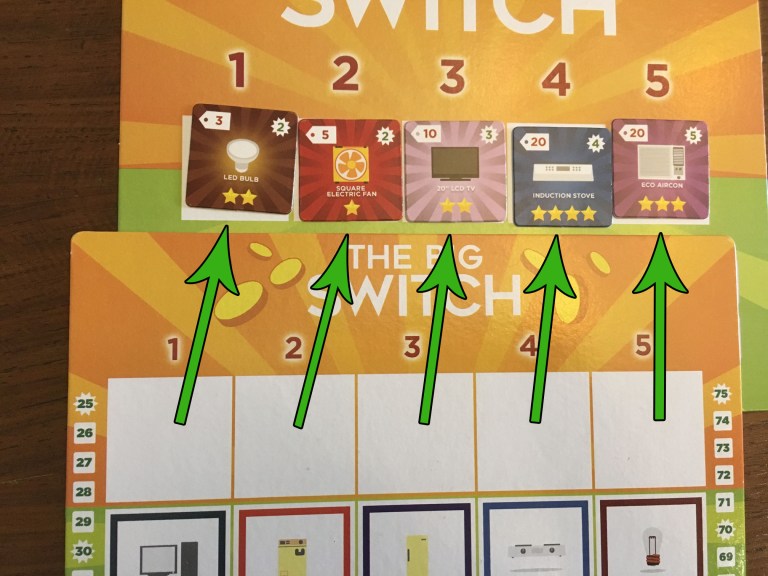 SWITCH
1 2 3 4 5
3 2 5 2 10 3 20 4 20 5
LED BULB
SQUARE
ELECTRIC FAN
LCD TV
INDUCTION STOVE
ECO AIRCON
THE BIG
SWITCH
1 2 3 4 5
25 75
26 74
27 73
28 72
29 71
30 70
69